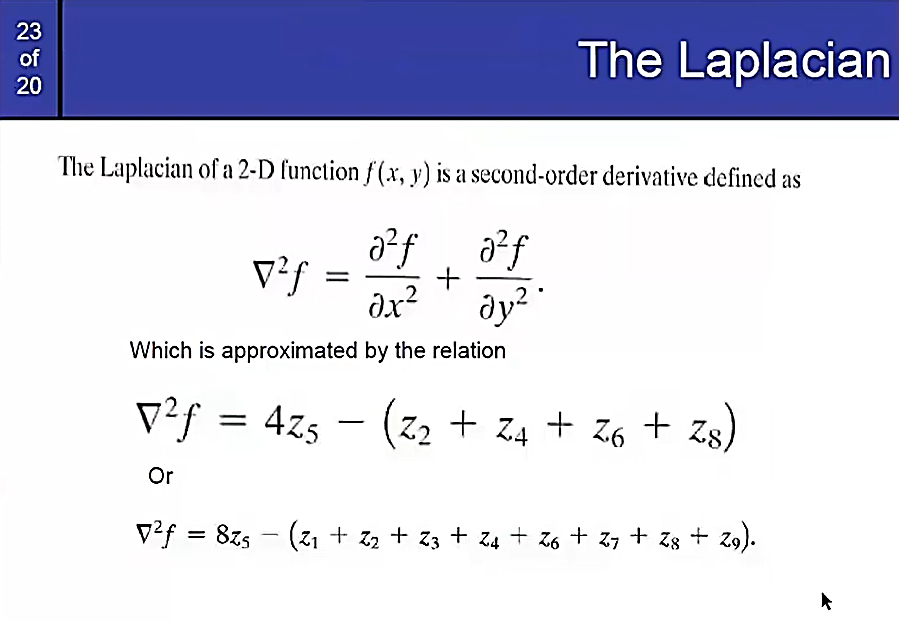 23
of
20
The Laplacian
The Laplacian of a 2-D function f(x, y) is a second-order derivative defined as
∇²f = ∂²f/∂x² + ∂²f/∂y².
Which is approximated by the relation
∇²f = 4z₅ − (z₂ + z₄ + z₆ + z₈)
Or
∇²f = 8z₅ − (z₁ + z₂ + z₃ + z₄ + z₆ + z₇ + z₈ + z₉).